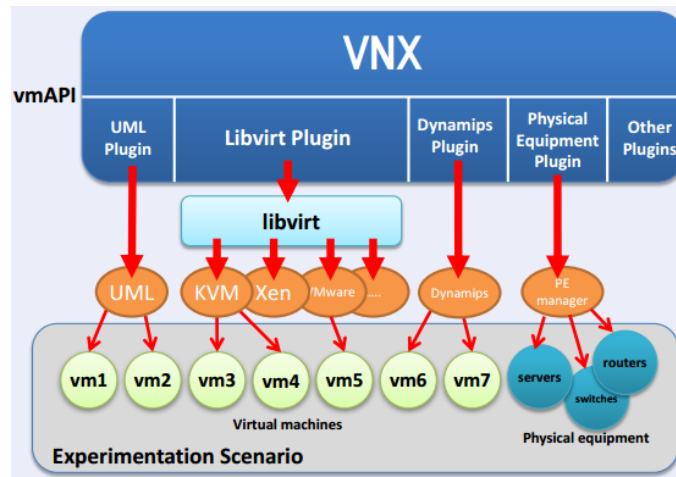 VNX
vmAPI
UML
Plugin
Libvirt Plugin
Dynamips
Plugin
Physical
Equipment
Plugin
Other
Plugins
libvirt
UML
KVM
Xen
VMware
....
Dynamips
PE
manager
vm1
vm2
vm3
vm4
vm5
vm6
vm7
servers
switches
routers
Virtual machines
Physical equipment
Experimentation Scenario